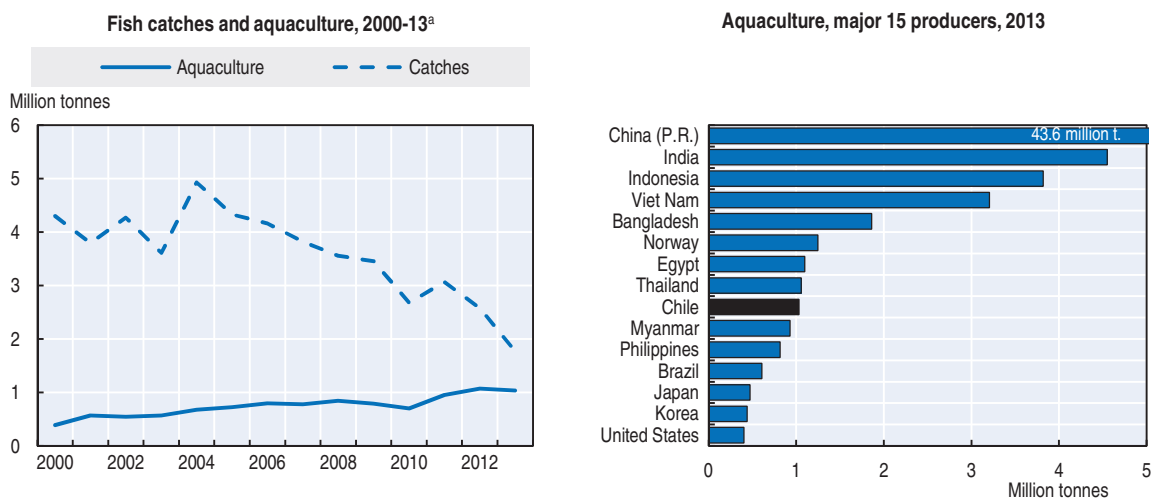 Fish catches and aquaculture, 2000-13a
Aquaculture Catches
Million tonnes
6
5
4
3
2
1
0
2000 2002 2004 2006 2008 2010 2012
Aquaculture, major 15 producers, 2013
China (P.R.) 43.6 million t.
India
Indonesia
Viet Nam
Bangladesh
Norway
Egypt
Thailand
Chile
Myanmar
Philippines
Brazil
Japan
Korea
United States
0 1 2 3 4 5
Million tonnes